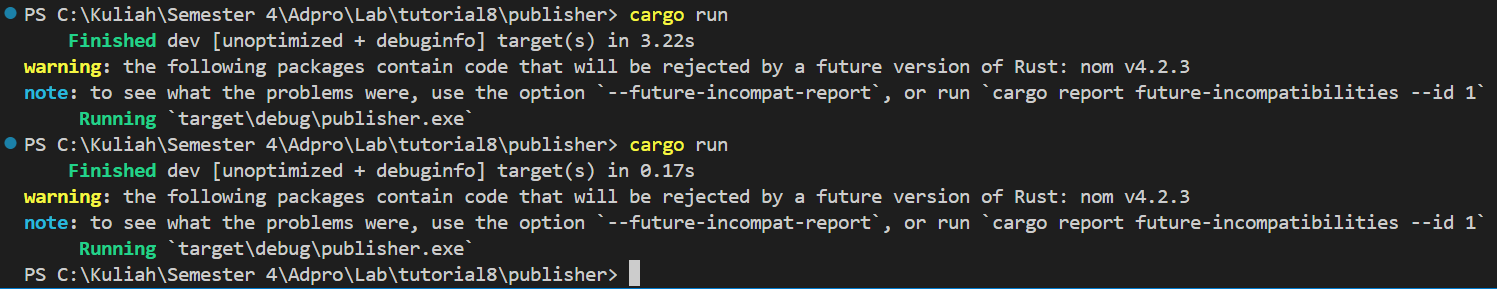 PS C:\Kuliah\Semester 4\Adpro\Lab\tutorial8\publisher> cargo run
Finished dev [unoptimized + debuginfo] target(s) in 3.22s
warning: the following packages contain code that will be rejected by a future version of Rust: nom v4.2.3
note: to see what the problems were, use the option `--future-incompat-report`, or run `cargo report future-incompatibilities --id 1`
Running `target\debug\publisher.exe`
PS C:\Kuliah\Semester 4\Adpro\Lab\tutorial8\publisher> cargo run
Finished dev [unoptimized + debuginfo] target(s) in 0.17s
warning: the following packages contain code that will be rejected by a future version of Rust: nom v4.2.3
note: to see what the problems were, use the option `--future-incompat-report`, or run `cargo report future-incompatibilities --id 1`
Running `target\debug\publisher.exe`
PS C:\Kuliah\Semester 4\Adpro\Lab\tutorial8\publisher>